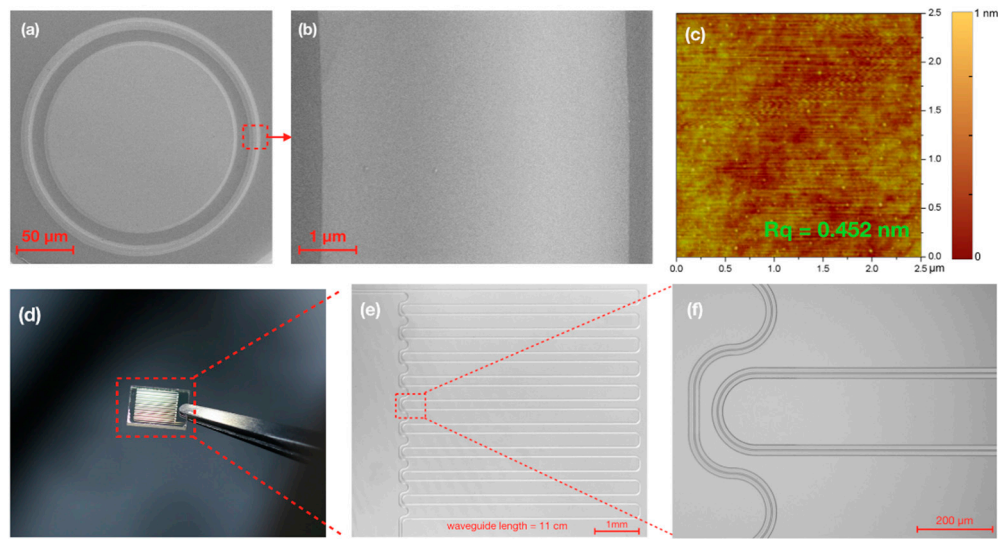 (a)
50 μm
(b)
1 μm
(c)
Rq = 0.452 nm
2.5
2.0
1.5
1.0
0.5
0.0
0.0 0.5 1.0 1.5 2.0 2.5 μm
1 nm
0
(d)
(e)
waveguide length = 11 cm
1mm
(f)
200 μm